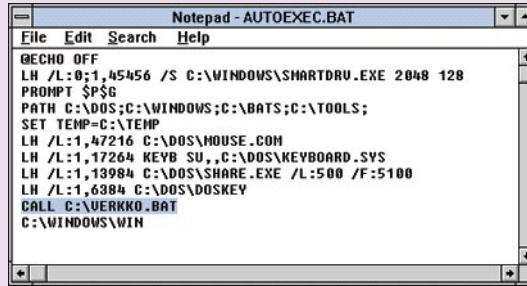 Notepad - AUTOEXEC.BAT
File Edit Search Help
@ECHO OFF
LH /L:0;1,45456 /S C:\WINDOWS\SMARTDRV.EXE 2048 128
PROMPT $P$G
PATH C:\DOS;C:\WINDOWS;C:\BATS;C:\TOOLS;
SET TEMP=C:\TEMP
LH /L:1,47216 C:\DOS\MOUSE.COM
LH /L:1,17264 KEYB SU,,C:\DOS\KEYBOARD.SYS
LH /L:1,13984 C:\DOS\SHARE.EXE /L:500 /F:5100
LH /L:1,6384 C:\DOS\DOSKEY
CALL C:\VERKKO.BAT
C:\WINDOWS\WIN